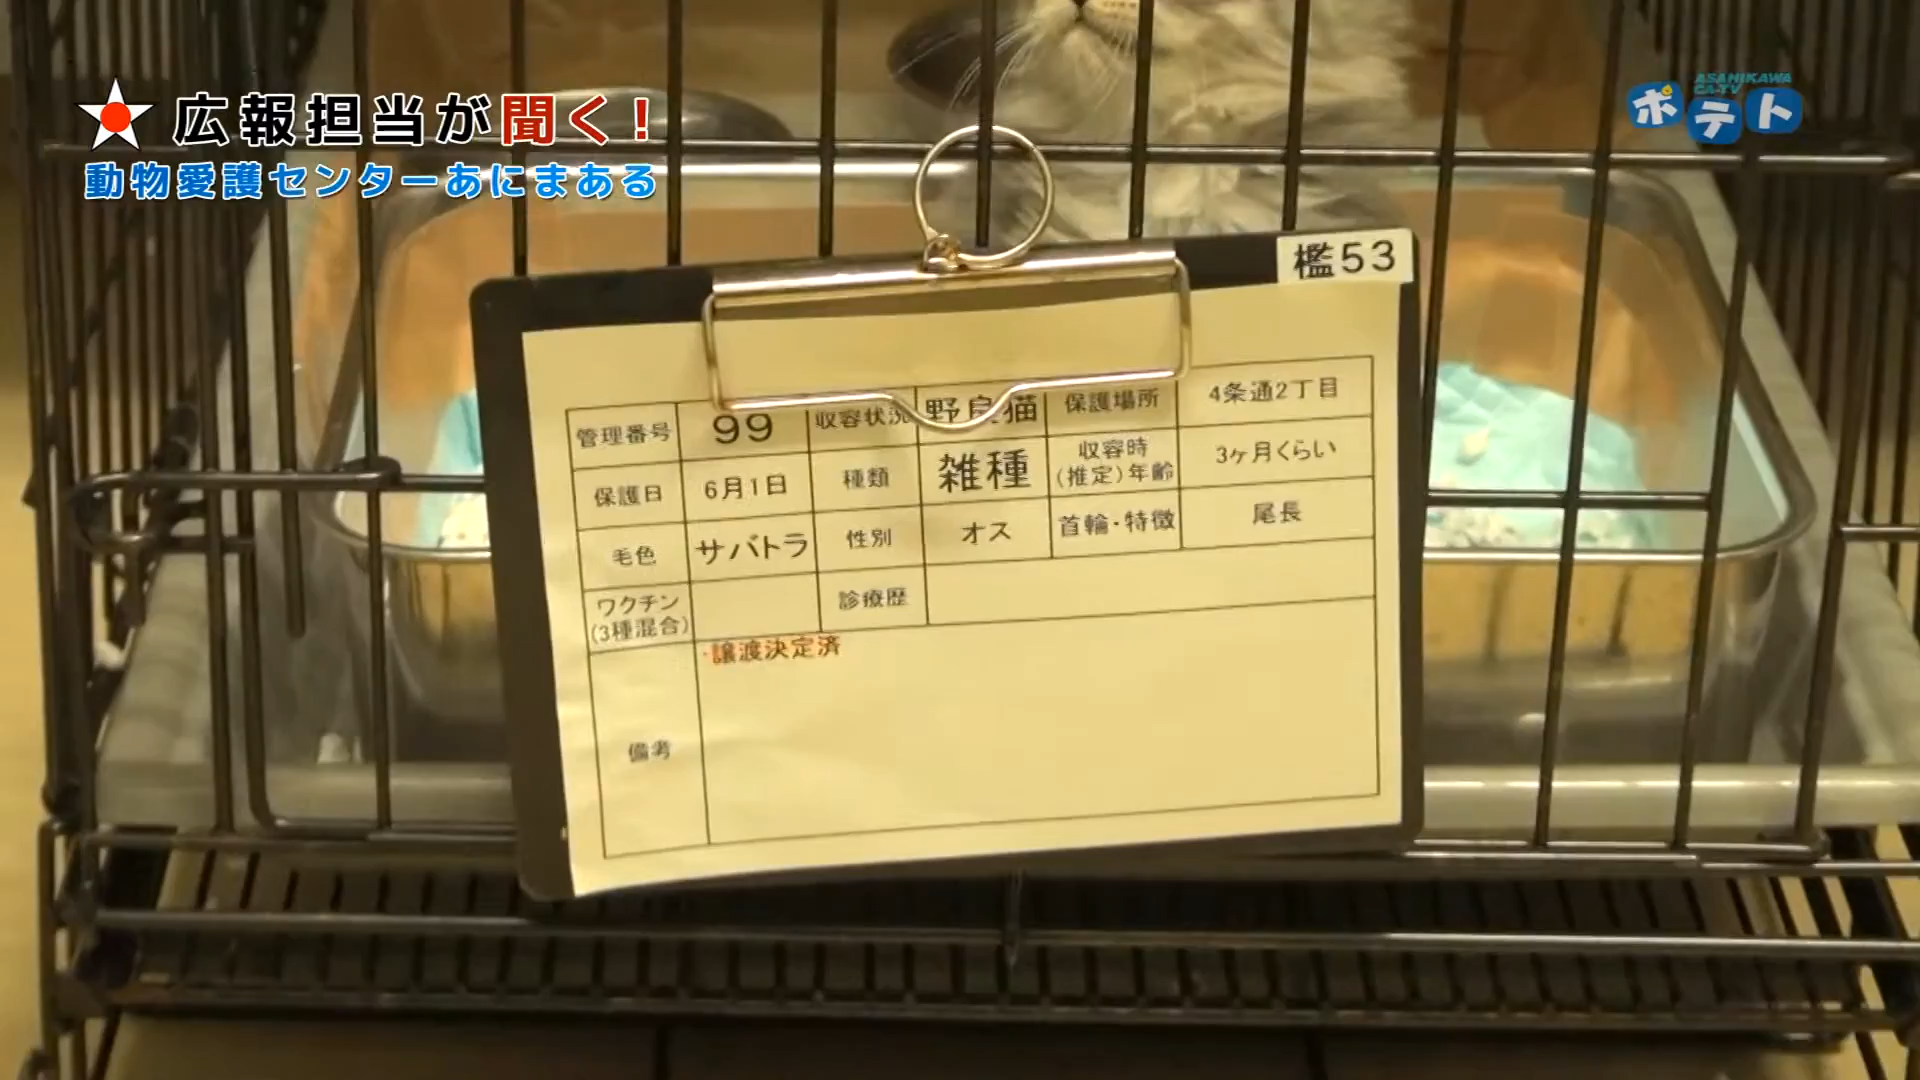 広報担当が聞く!
動物愛護センターあにまある
ASAHIKAWA
CATV
ポテト
檻53
管理番号 99 収容状況 野良猫 保護場所 4条通2丁目
保護日 6月1日 種類 雑種 収容時(推定)年齢 3ヶ月くらい
毛色 サバトラ 性別 オス 首輪・特徴 尾長
ワクチン(3種混合) 診療歴
備考 ・譲渡決定済